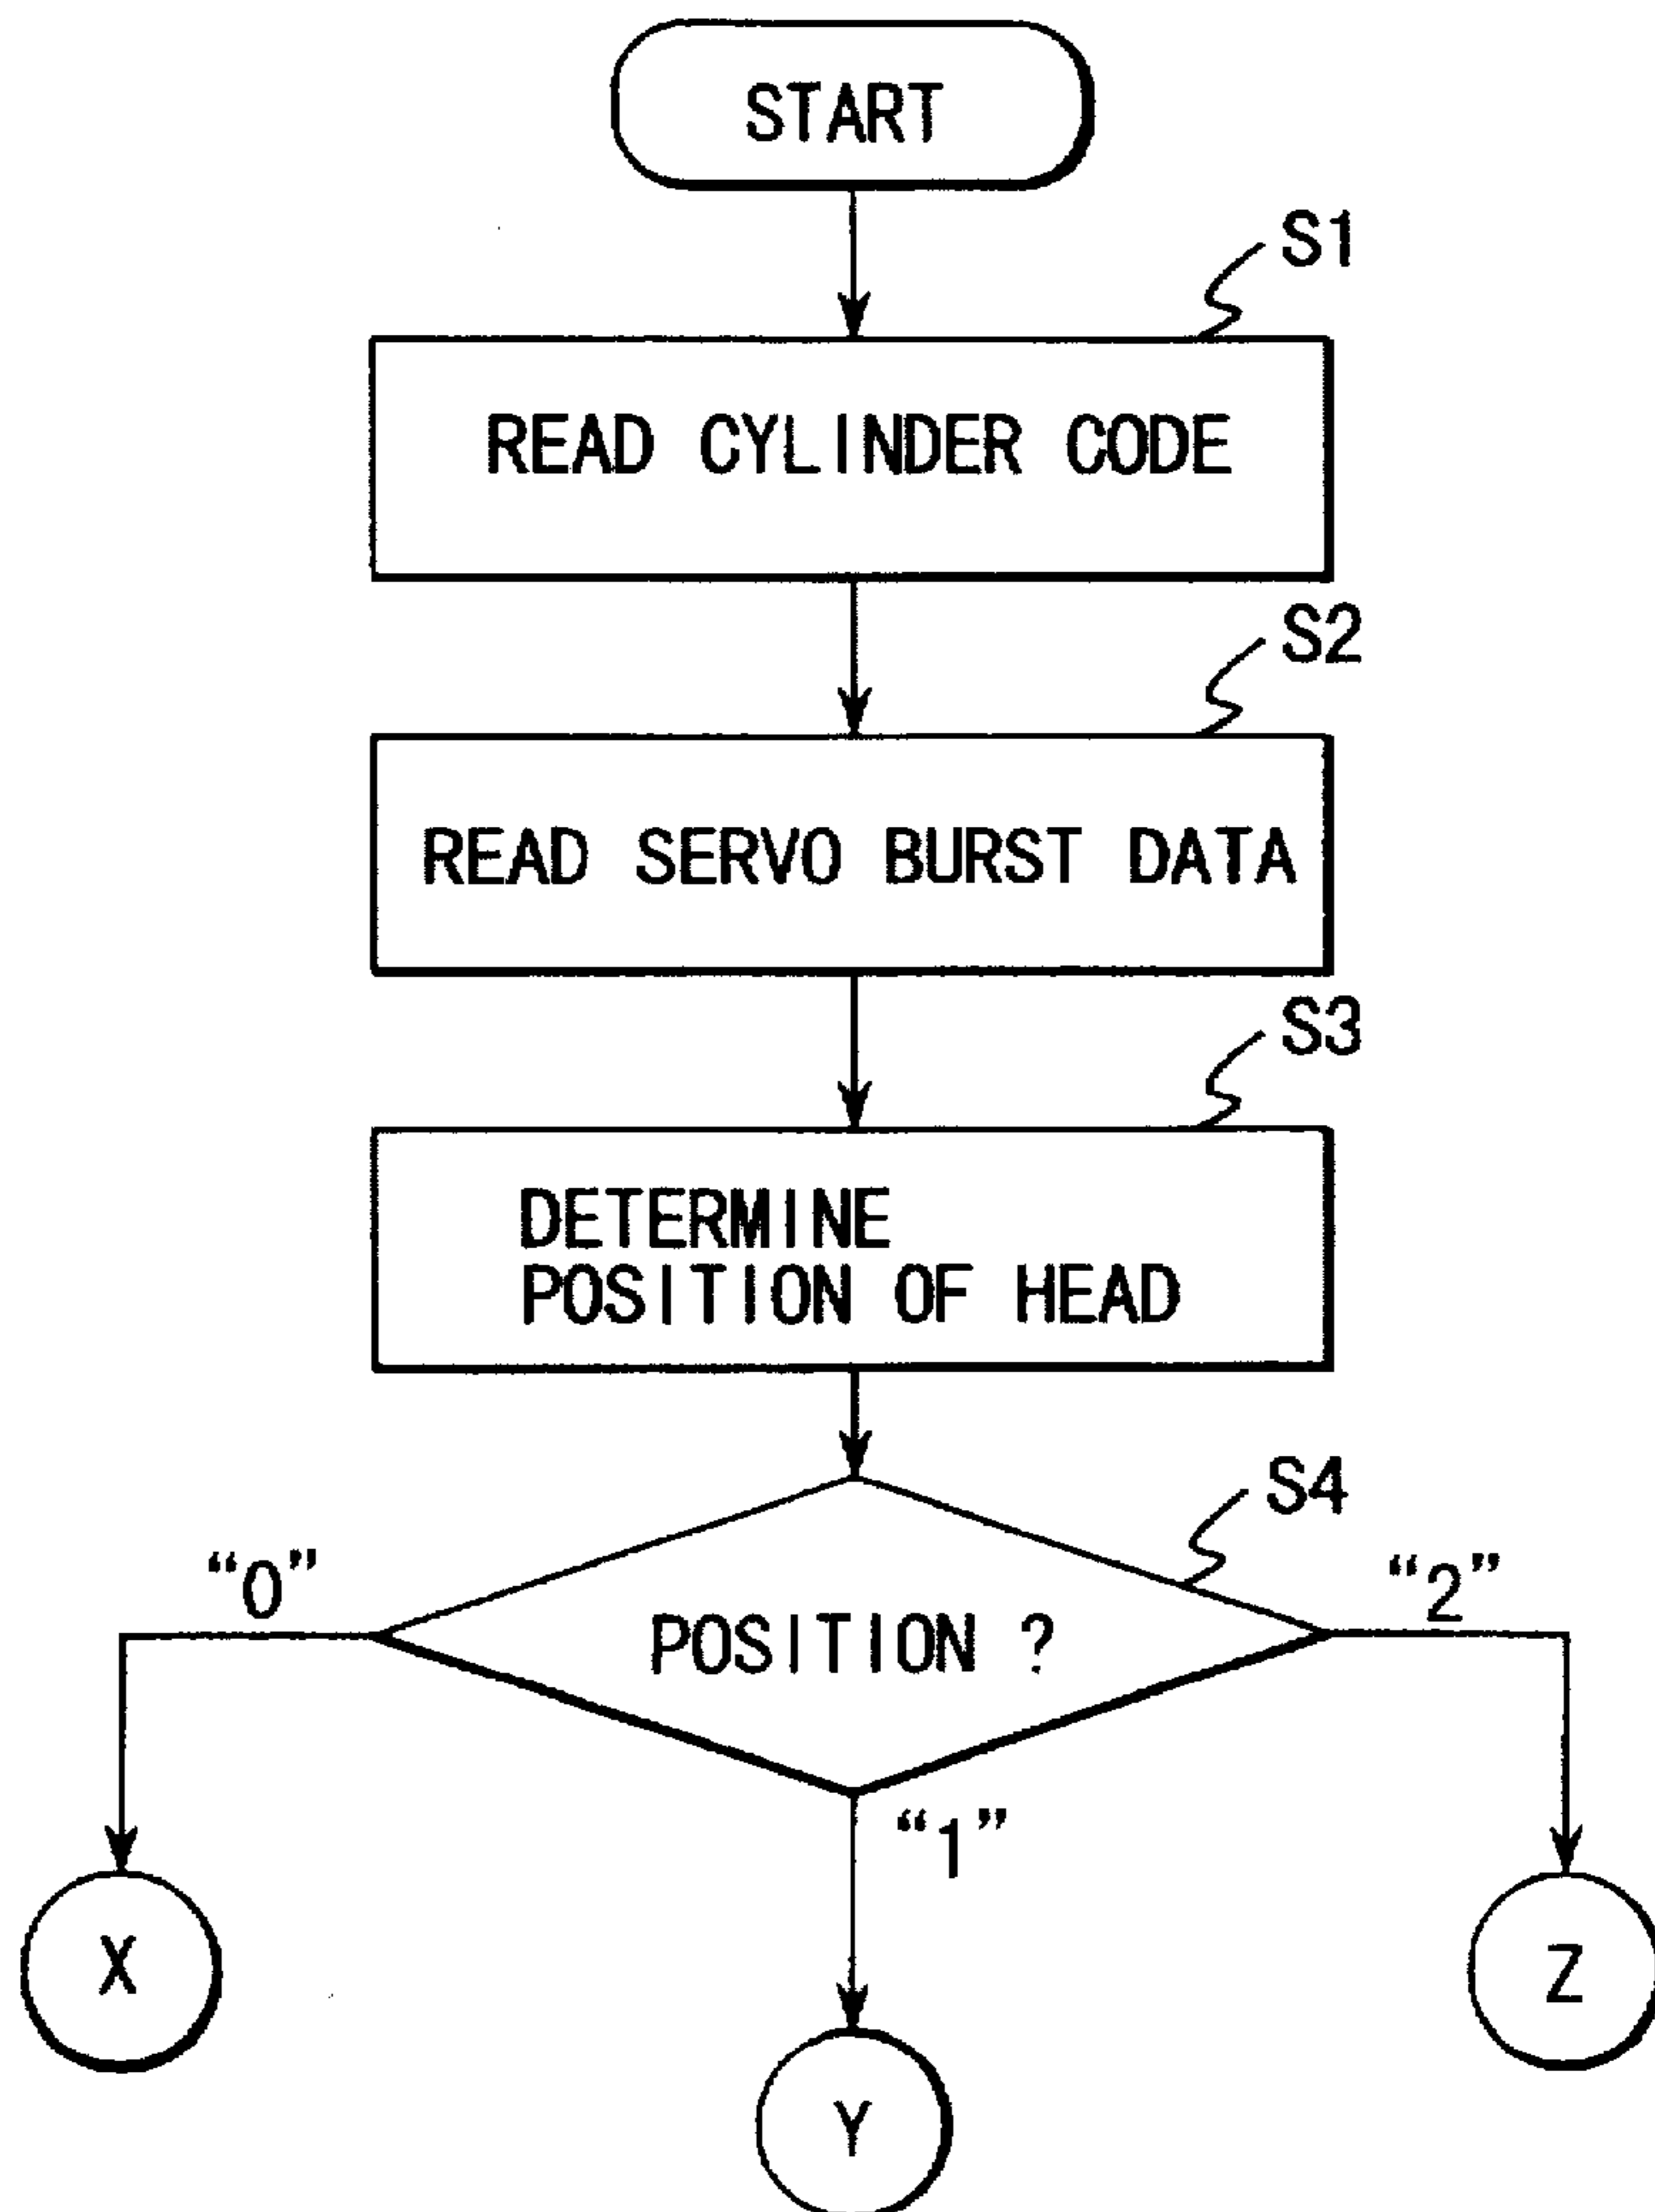 START
S1
READ CYLINDER CODE
S2
READ SERVO BURST DATA
S3
DETERMINE
POSITION OF HEAD
S4
“0”
“2”
POSITION ?
“1”
X
Z
Y